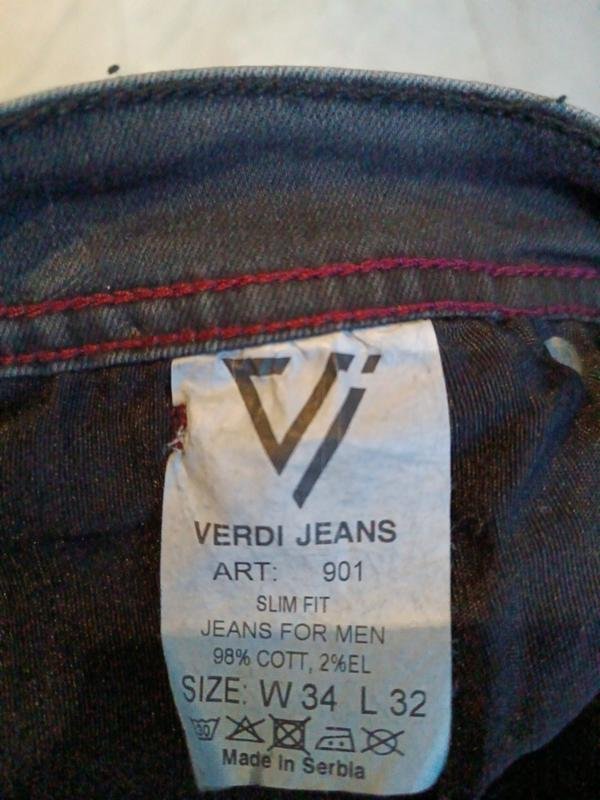 Vj
VERDI JEANS
ART: 901
SLIM FIT
JEANS FOR MEN
98% COTT, 2%EL
SIZE: W 34 L 32
30
Made in Serbia